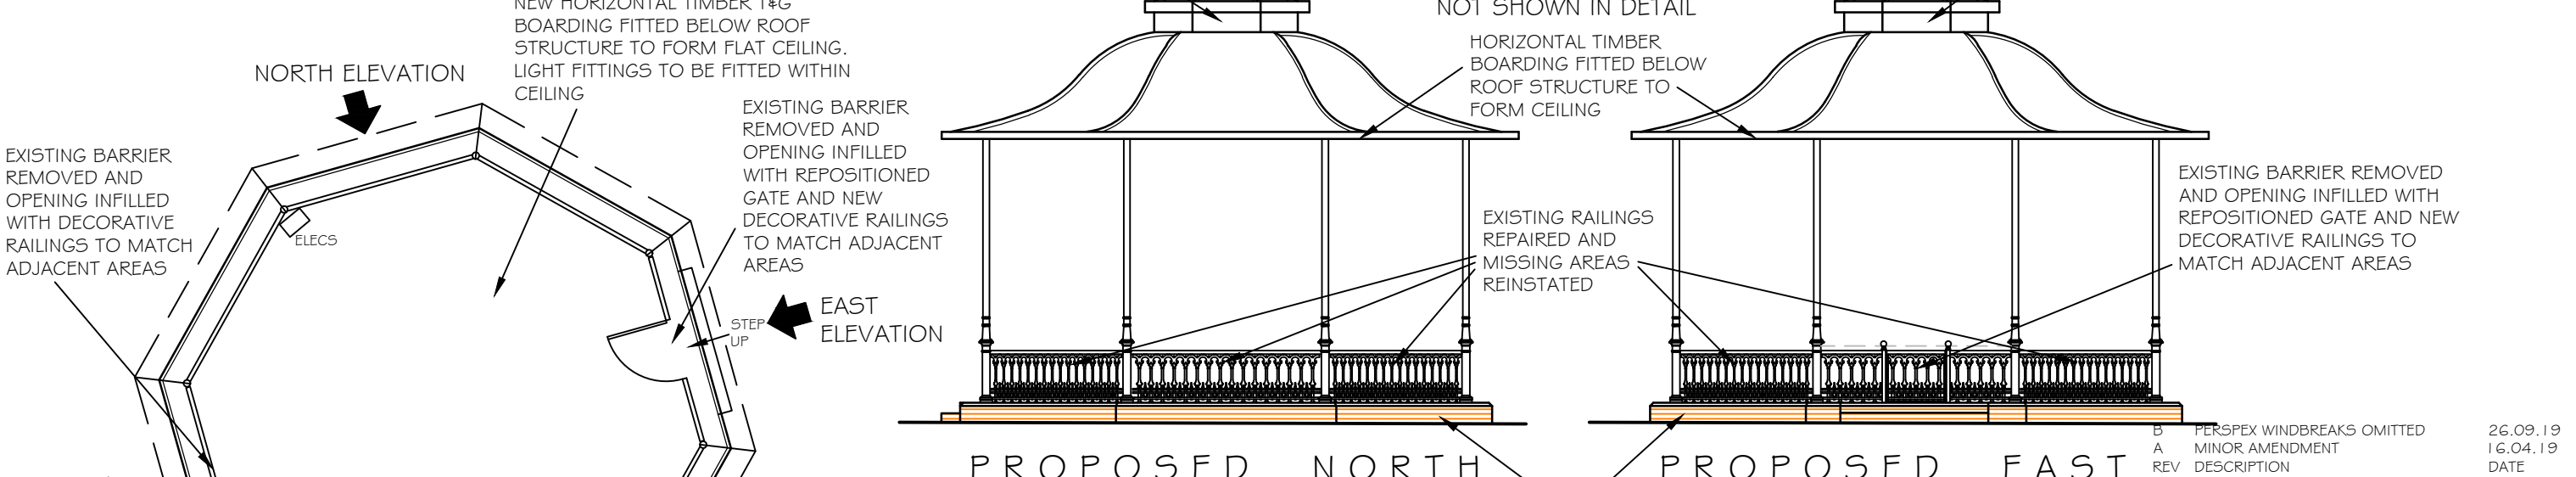 NEW HORIZONTAL TIMBER T&G
BOARDING FITTED BELOW ROOF
STRUCTURE TO FORM FLAT CEILING.
LIGHT FITTINGS TO BE FITTED WITHIN
CEILING
NORTH ELEVATION
EXISTING BARRIER
REMOVED AND
OPENING INFILLED
WITH DECORATIVE
RAILINGS TO MATCH
ADJACENT AREAS
ELECS
EXISTING BARRIER
REMOVED AND
OPENING INFILLED
WITH REPOSITIONED
GATE AND NEW
DECORATIVE RAILINGS
TO MATCH ADJACENT
AREAS
STEP
UP
EAST
ELEVATION
NOT SHOWN IN DETAIL
HORIZONTAL TIMBER
BOARDING FITTED BELOW
ROOF STRUCTURE TO
FORM CEILING
EXISTING RAILINGS
REPAIRED AND
MISSING AREAS
REINSTATED
EXISTING BARRIER REMOVED
AND OPENING INFILLED WITH
REPOSITIONED GATE AND NEW
DECORATIVE RAILINGS TO
MATCH ADJACENT AREAS
PROPOSED NORTH
PROPOSED EAST
B PERSPEX WINDBREAKS OMITTED 26.09.19
A MINOR AMENDMENT 16.04.19
REV DESCRIPTION DATE